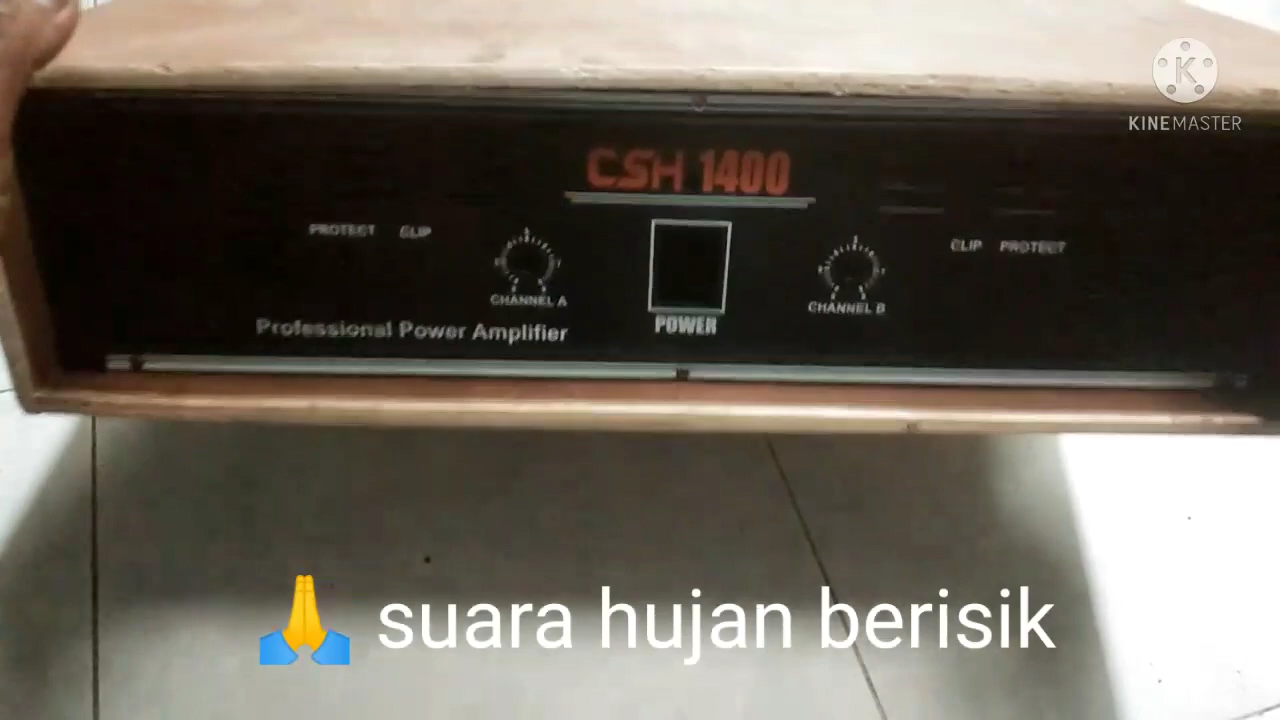 KINEMASTER
CSH 1400
PROTECT CLIP
CLIP PROTECT
CHANNEL A
CHANNEL B
POWER
Professional Power Amplifier
🙏 suara hujan berisik